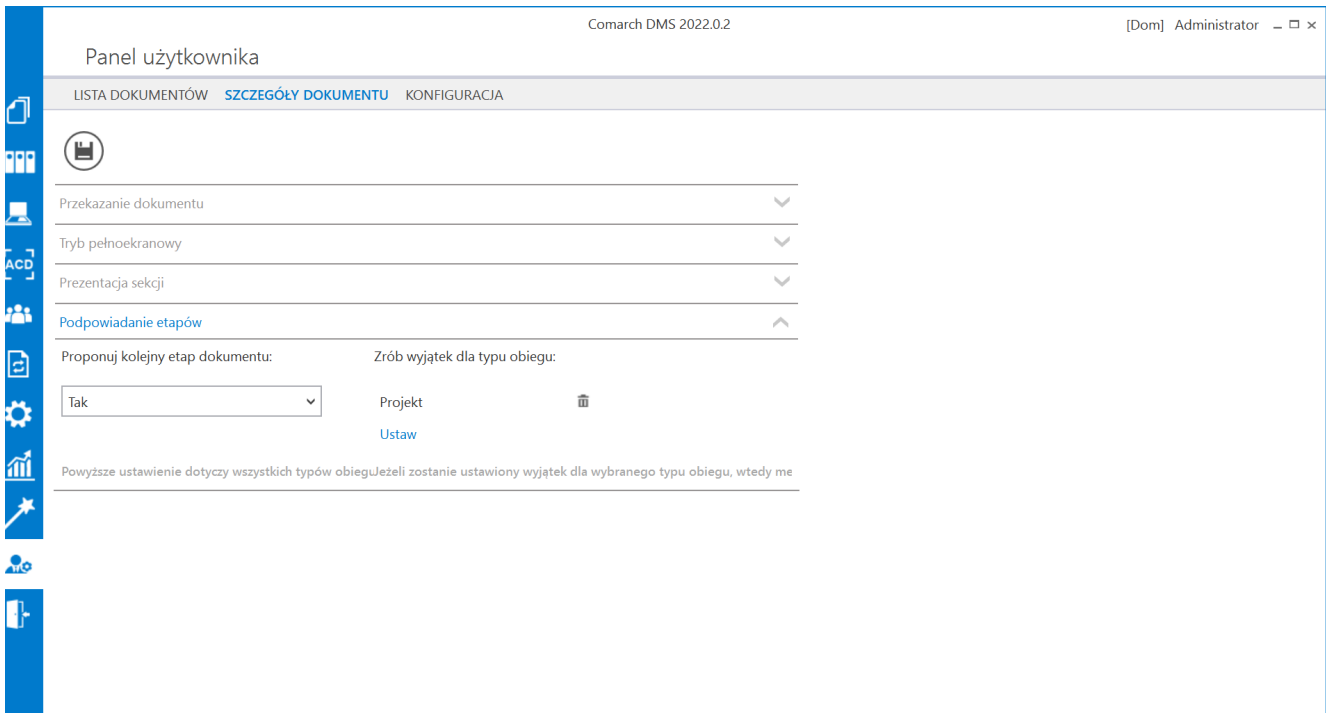 Comarch DMS 2022.0.2
[Dom] Administrator
Panel użytkownika
LISTA DOKUMENTÓW SZCZEGÓŁY DOKUMENTU KONFIGURACJA
Przekazanie dokumentu
Tryb pełnoekranowy
Prezentacja sekcji
ACD
Podpowiadanie etapów
Proponuj kolejny etap dokumentu: Zrób wyjątek dla typu obiegu:
Tak Projekt
Ustaw
Powyższe ustawienie dotyczy wszystkich typów obieguJeżeli zostanie ustawiony wyjątek dla wybranego typu obiegu, wtedy me